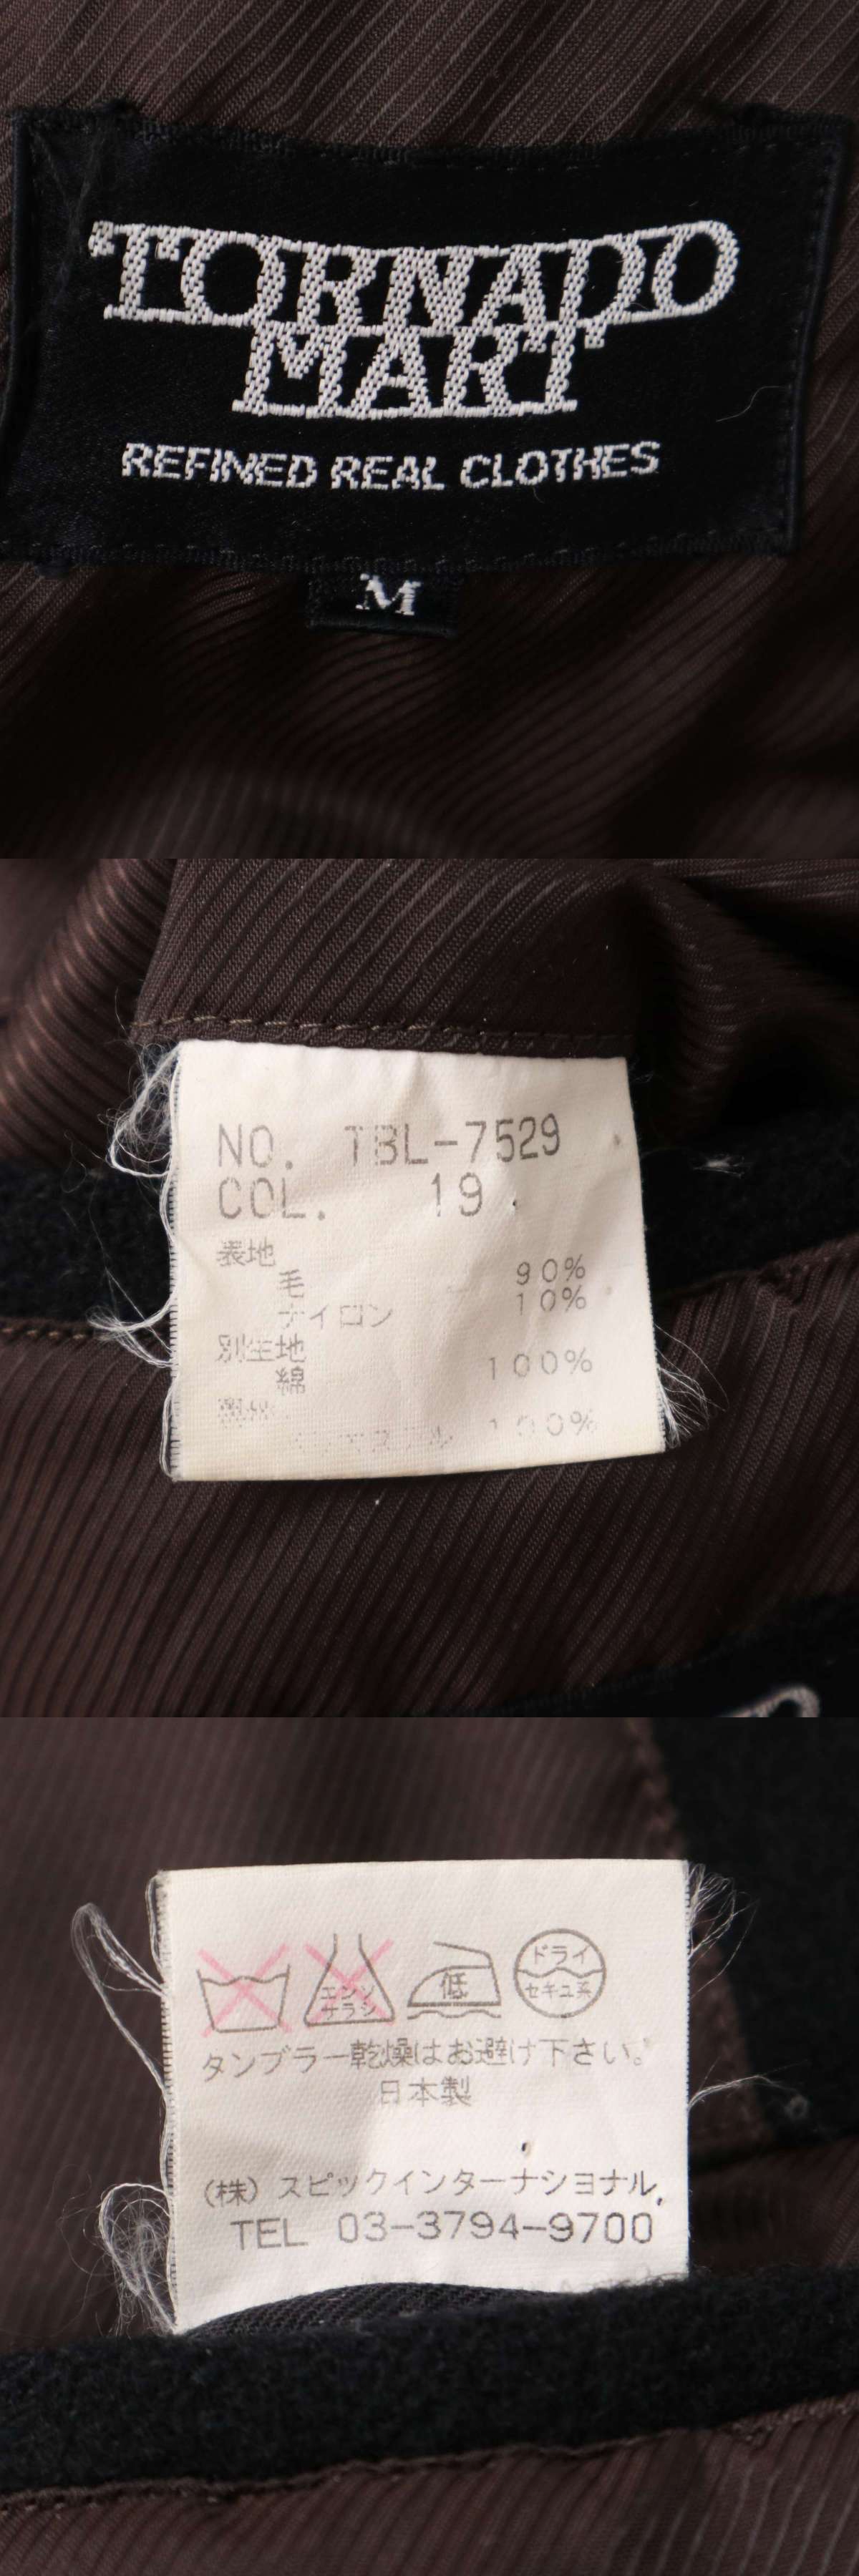 TORNADO
MART
REFINED REAL CLOTHES
M
NO. TBL-7529
COL. 19
表地
毛 90%
ナイロン 10%
別生地
綿 100%
100%
エンソ
サラシ
低
ドライ
セキユ系
タンブラー乾燥はお避け下さい。
日本製
(株) スピックインターナショナル
TEL 03-3794-9700